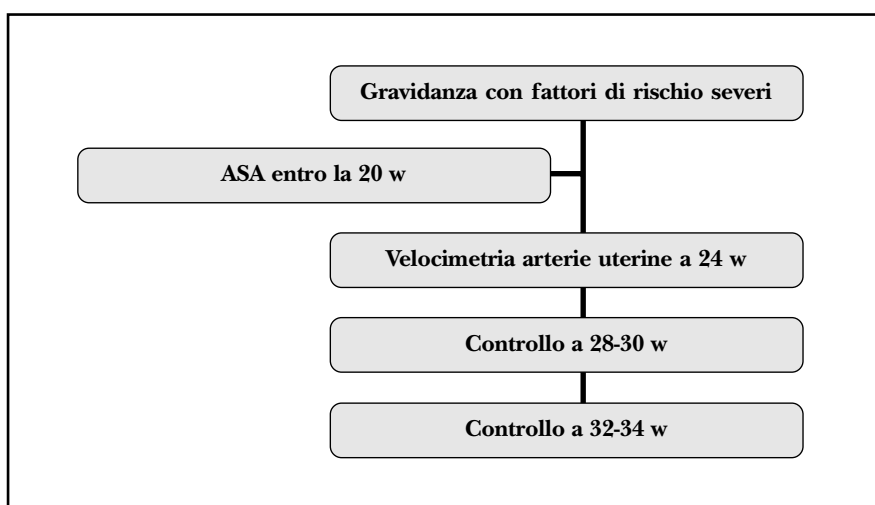 Gravidanza con fattori di rischio severi
ASA entro la 20 w
Velocimetria arterie uterine a 24 w
Controllo a 28-30 w
Controllo a 32-34 w